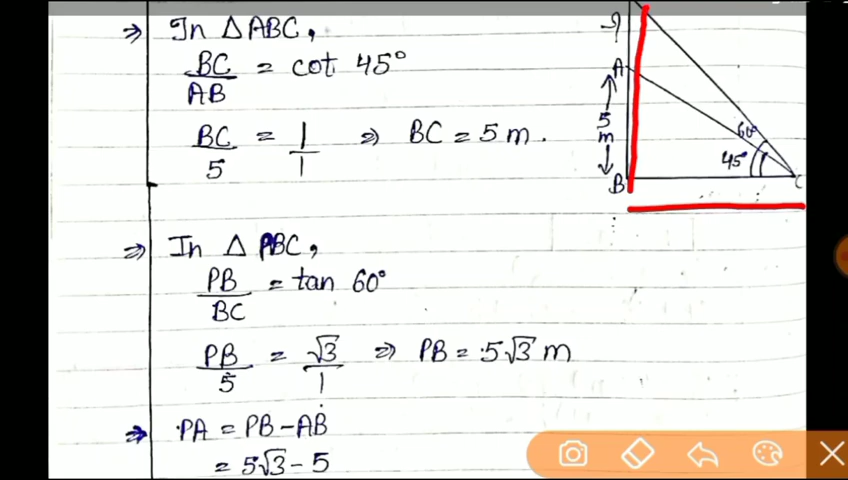 ⇒ In △ABC,
BC/AB = cot 45°
BC/5 = 1/1 ⇒ BC = 5 m.
A
5
m
B
60°
45°
C
⇒ In △ PBC,
PB/BC = tan 60°
PB/5 = √3/1 ⇒ PB = 5√3 m
⇒ PA = PB - AB
= 5√3 - 5